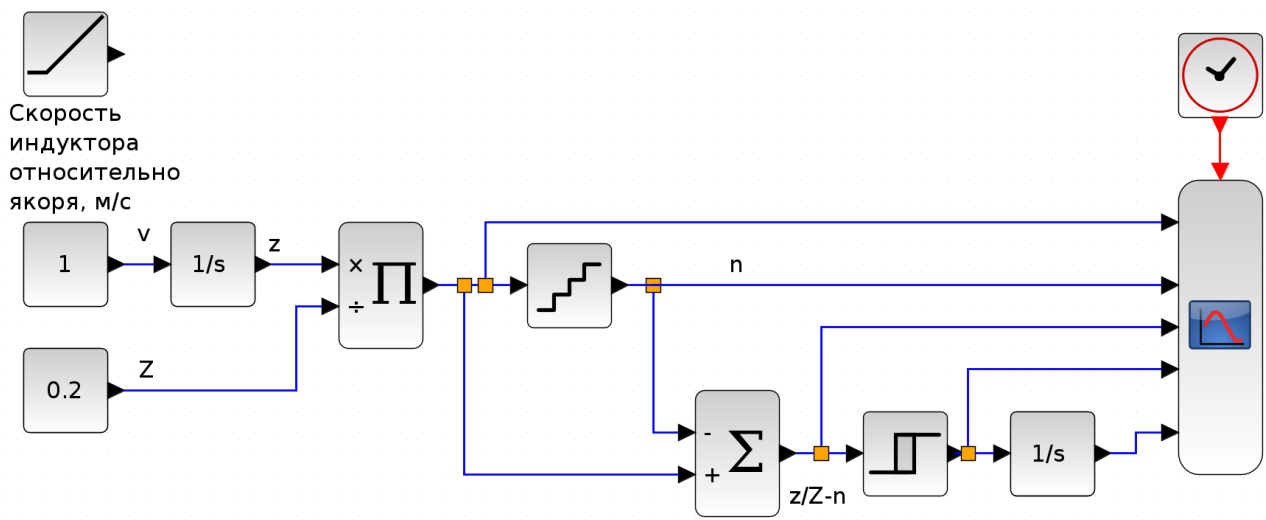 Скорость
индуктора
относительно
якоря, м/с
1
v
1/s
z
×
÷
∏
n
0.2
Z
-
+
Σ
z/Z-n
1/s